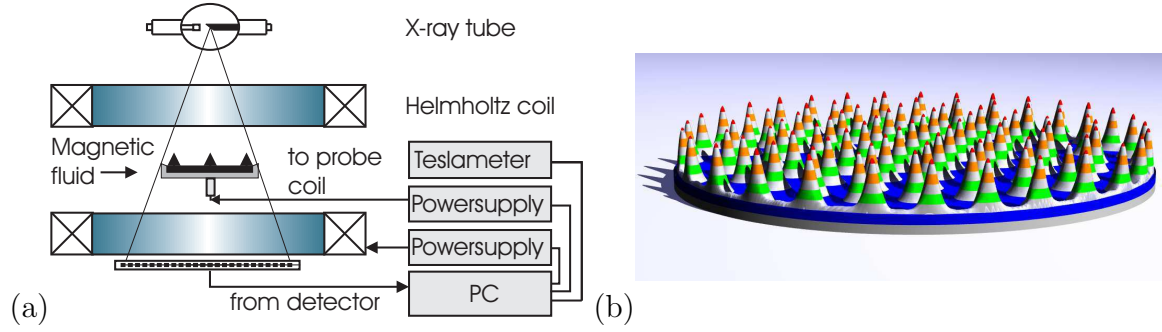 X-ray tube
Helmholtz coil
Magnetic
fluid
to probe
coil
Teslameter
Powersupply
Powersupply
PC
from detector
(a)
(b)